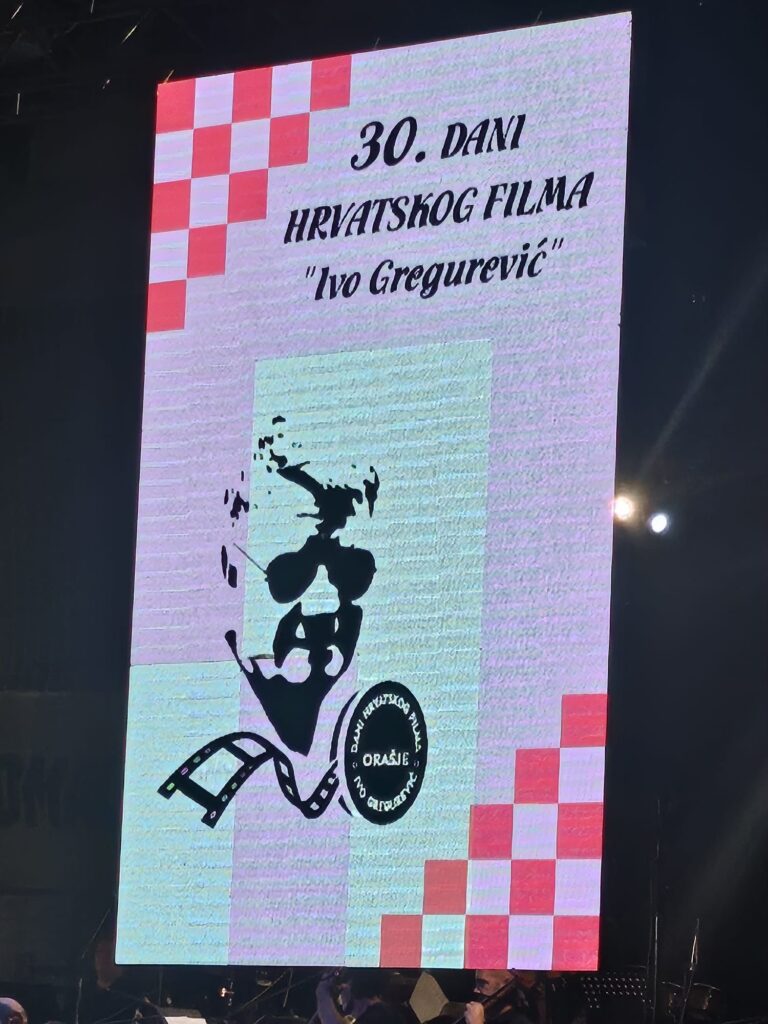 30. DANI
HRVATSKOG FILMA
"Ivo Gregurević"
DANI HRVATSKOG FILMA
ORAŠJE
IVO GREGUREVIĆ